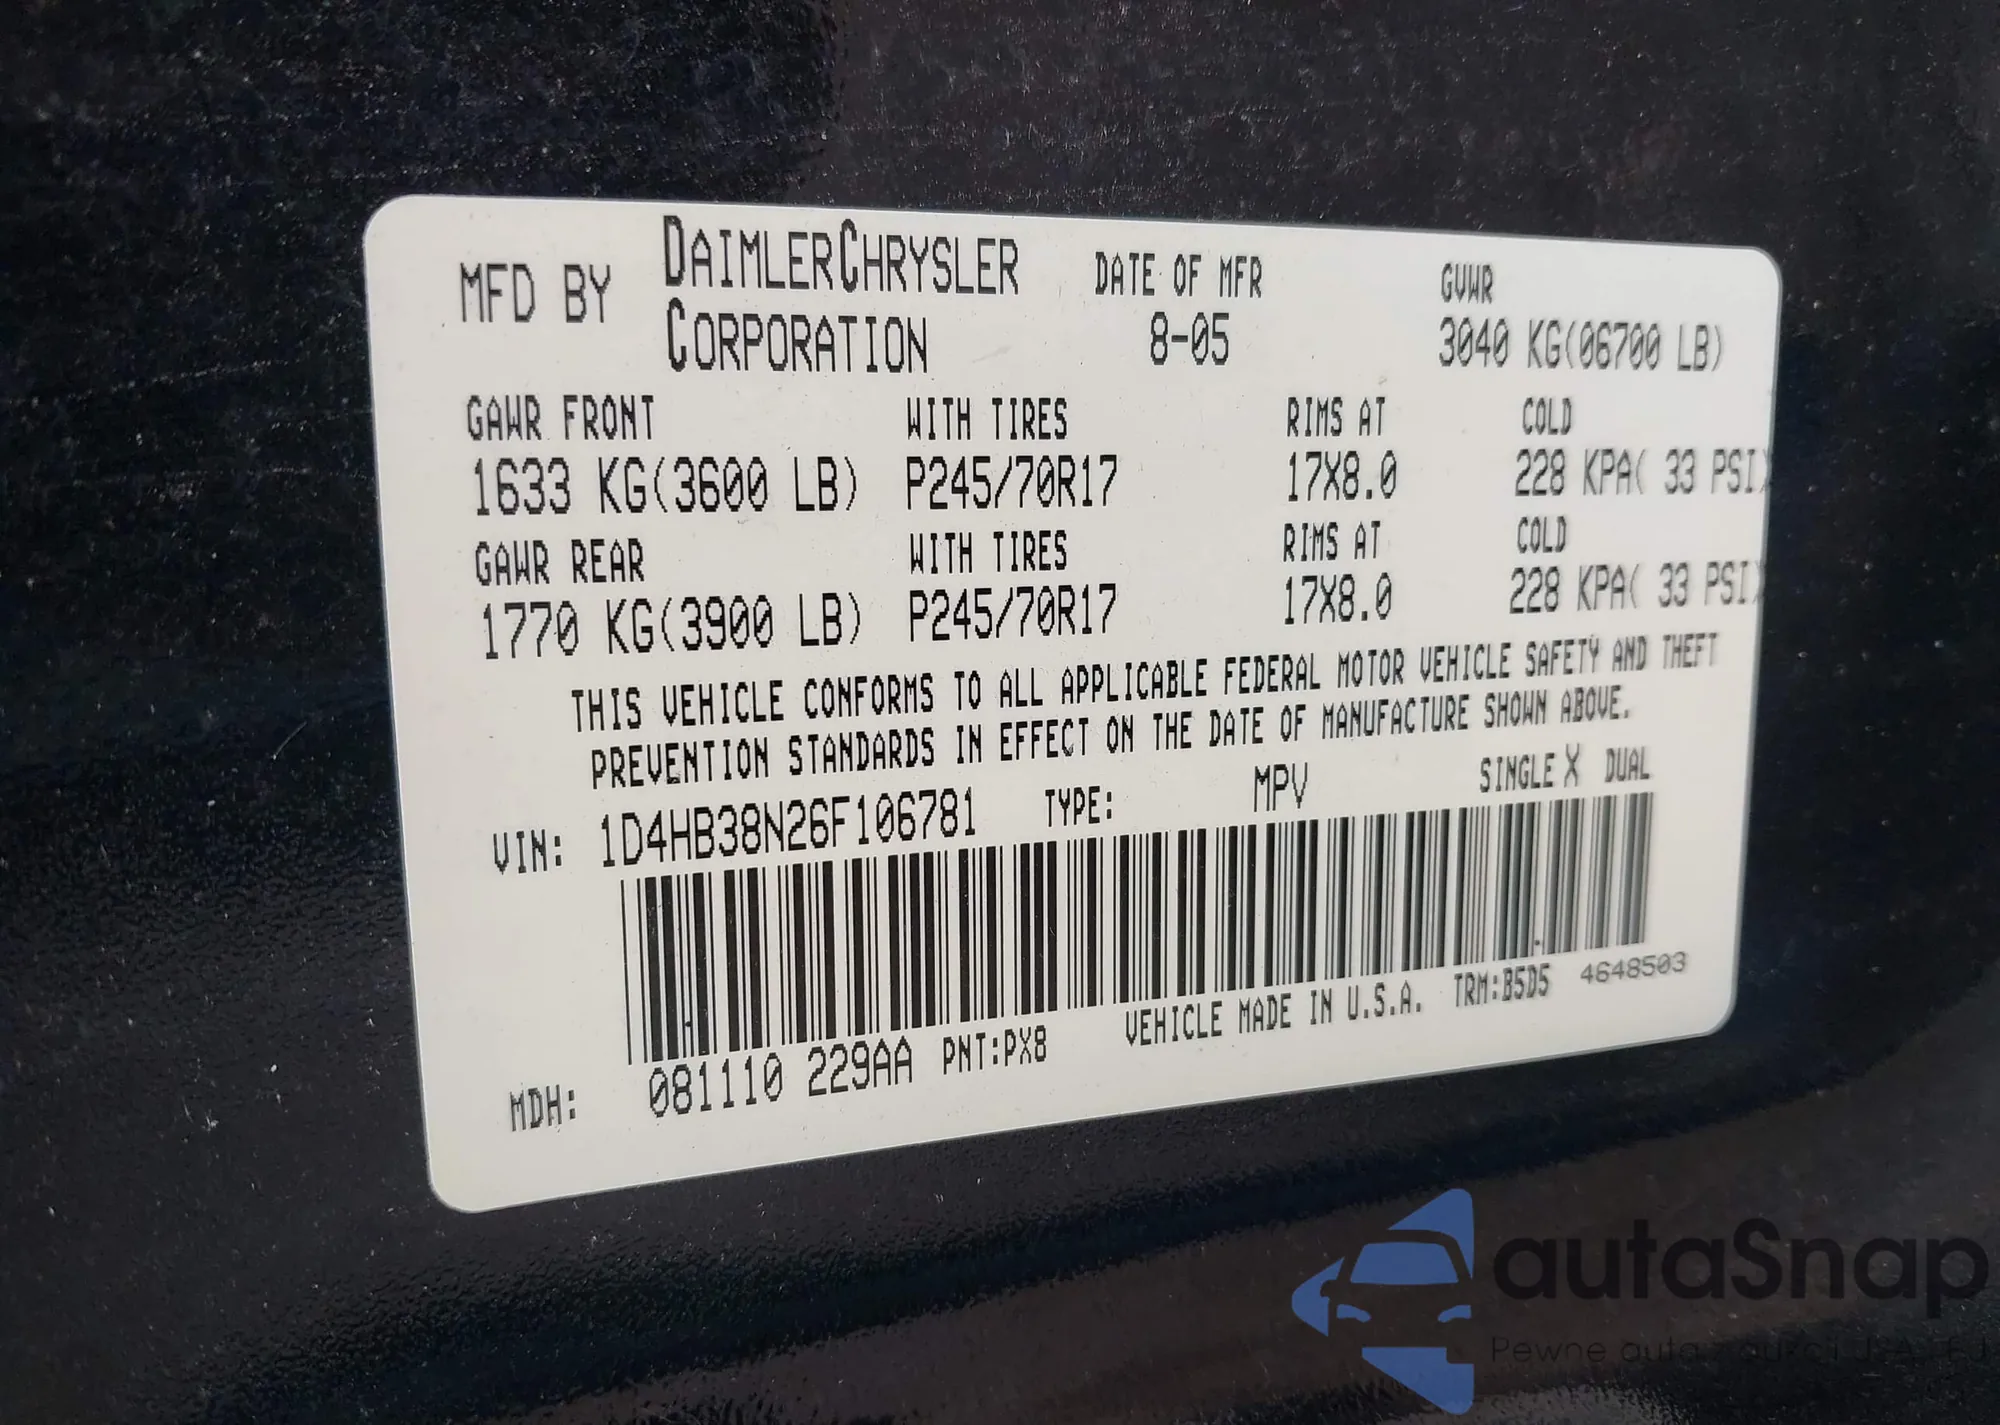 MFD BY DAIMLERCHRYSLER CORPORATION
DATE OF MFR 8-05
GVWR 3040 KG(06700 LB)
GAWR FRONT WITH TIRES RIMS AT COLD
1633 KG(3600 LB) P245/70R17 17X8.0 228 KPA( 33 PSI)
GAWR REAR WITH TIRES RIMS AT COLD
1770 KG(3900 LB) P245/70R17 17X8.0 228 KPA( 33 PSI)
THIS VEHICLE CONFORMS TO ALL APPLICABLE FEDERAL MOTOR VEHICLE SAFETY AND THEFT
PREVENTION STANDARDS IN EFFECT ON THE DATE OF MANUFACTURE SHOWN ABOVE.
VIN: 1D4HB38N26F106781 TYPE: MPV SINGLE X DUAL
MDH: 081110 229AA PNT:PX8 VEHICLE MADE IN U.S.A. TRM:B5D5 4648503
autaSnap
Pewne auta